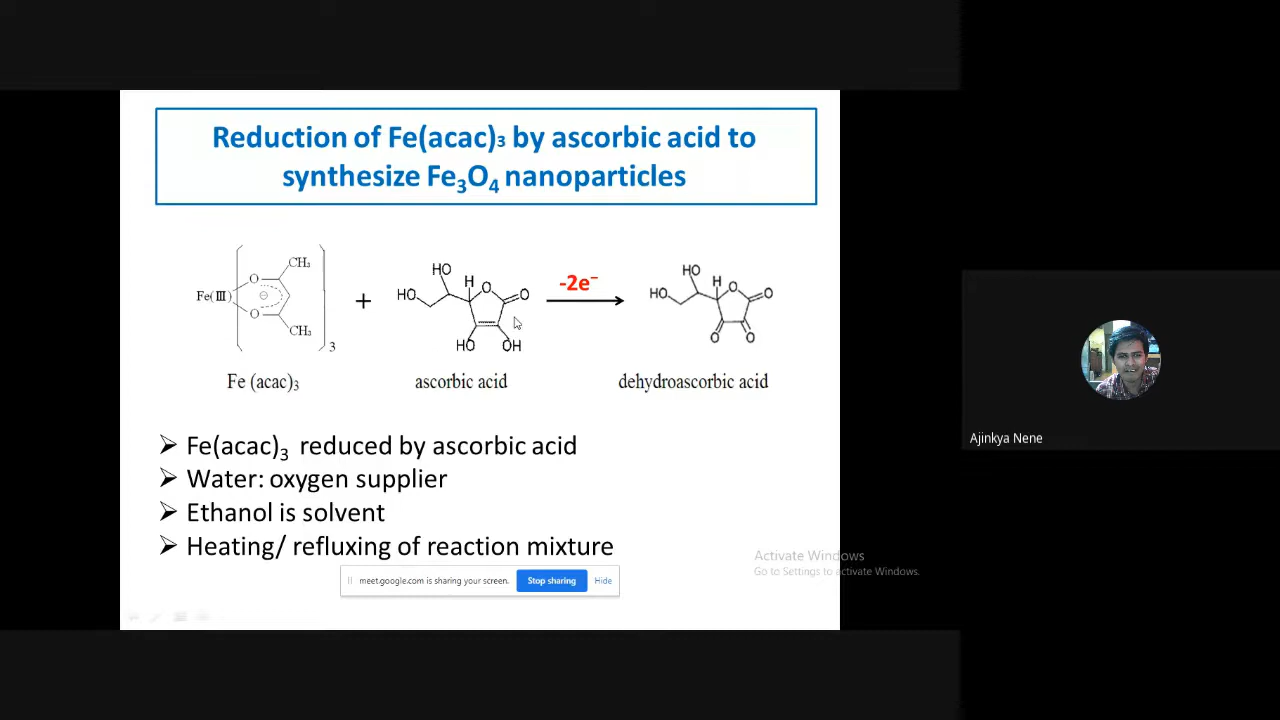 Reduction of Fe(acac)₃ by ascorbic acid to
synthesize Fe₃O₄ nanoparticles
Fe(Ⅲ)
O
CH₃
O
CH₃
3
+
HO
HO
H
O
O
HO
OH
-2e⁻
HO
HO
H
O
O
O
O
Fe (acac)₃
ascorbic acid
dehydroascorbic acid
➢ Fe(acac)₃ reduced by ascorbic acid
➢ Water: oxygen supplier
➢ Ethanol is solvent
➢ Heating/ refluxing of reaction mixture
meet.google.com is sharing your screen.
Stop sharing
Hide
Activate Windows
Go to Settings to activate Windows.
Ajinkya Nene